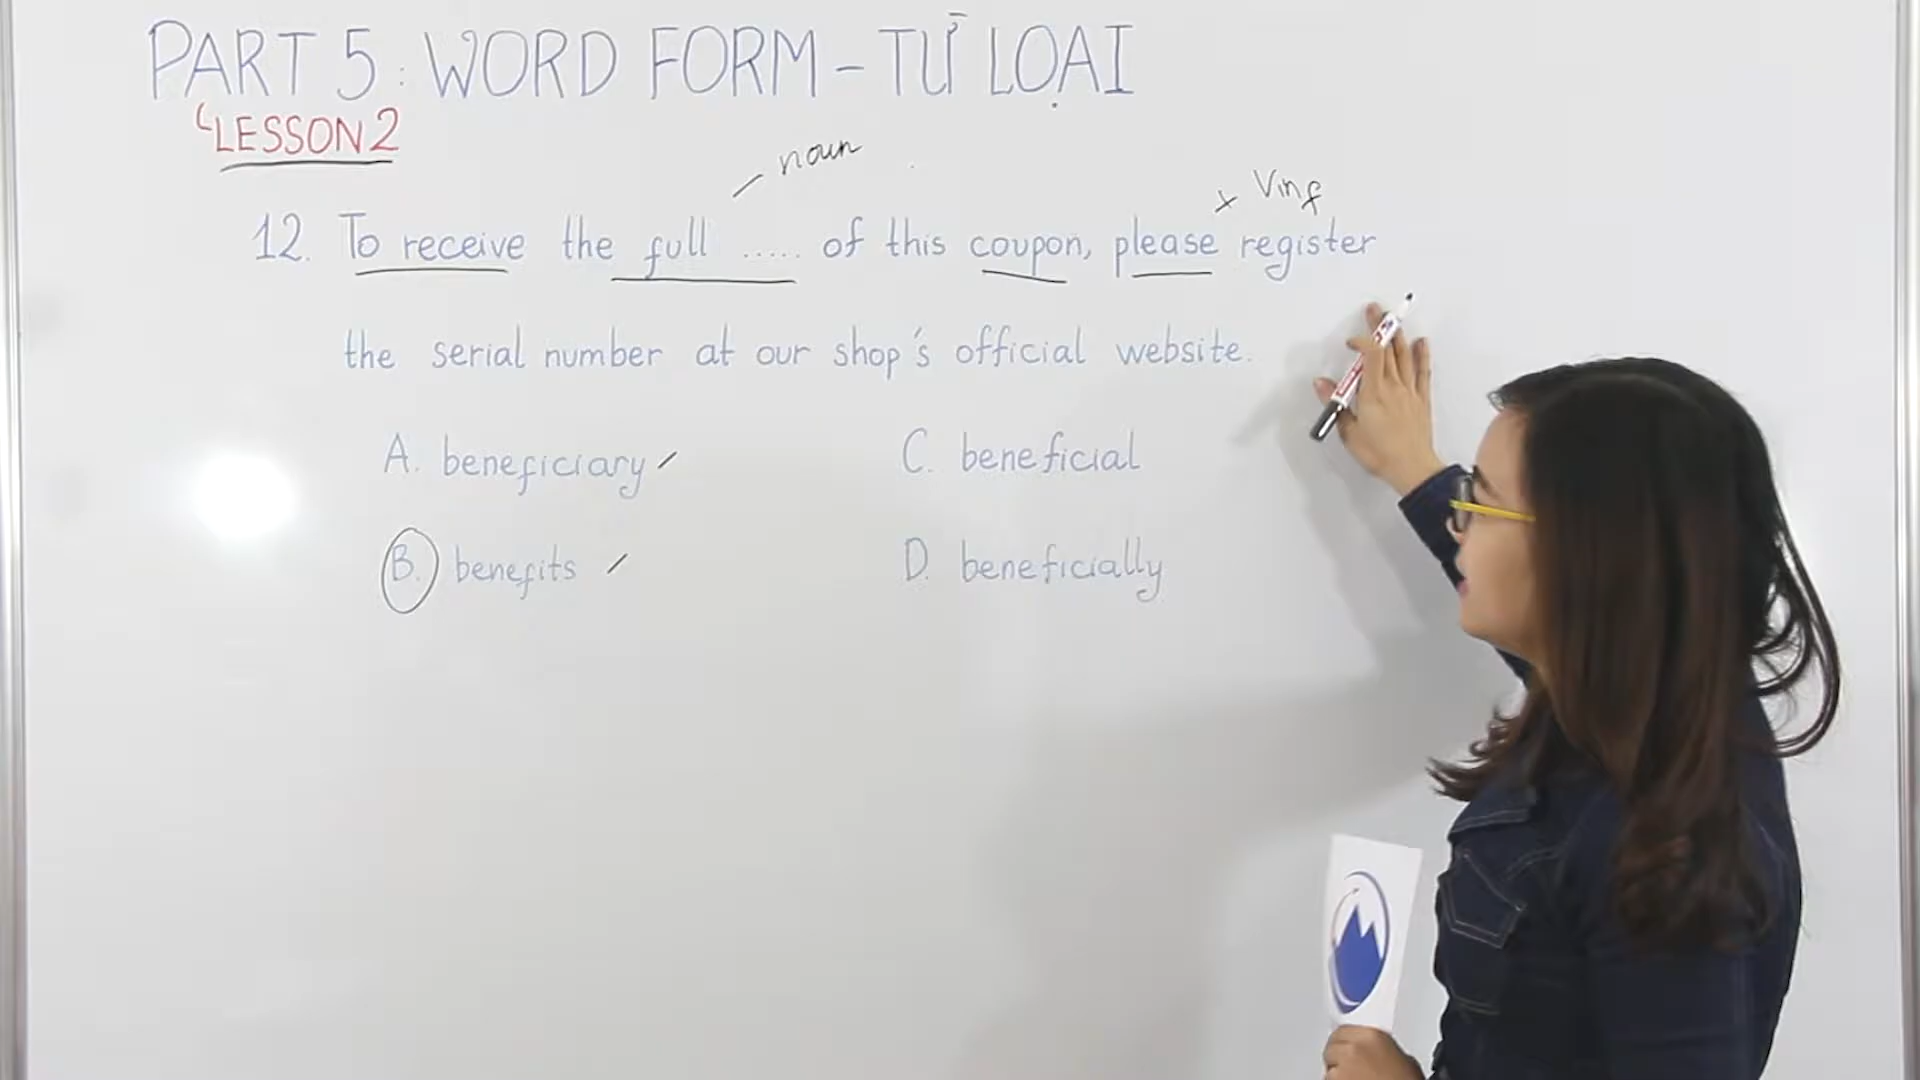 PART 5: WORD FORM - TỪ LOẠI
LESSON 2
noun
+ Vinf
12. To receive the full ..... of this coupon, please register
the serial number at our shop's official website.
A. beneficiary
C. beneficial
B. benefits
D. beneficially